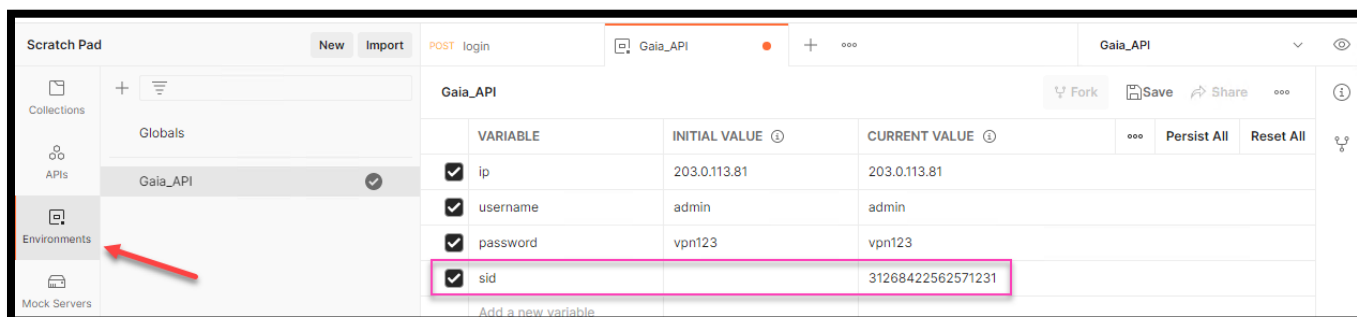 Scratch Pad New Import POST login Gaia_API Gaia_API
Collections
Gaia_API Fork Save Share
Globals
VARIABLE INITIAL VALUE CURRENT VALUE Persist All Reset All
APIs
ip 203.0.113.81 203.0.113.81
Gaia_API
username admin admin
Environments
password vpn123 vpn123
sid 31268422562571231
Mock Servers
Add a new variable